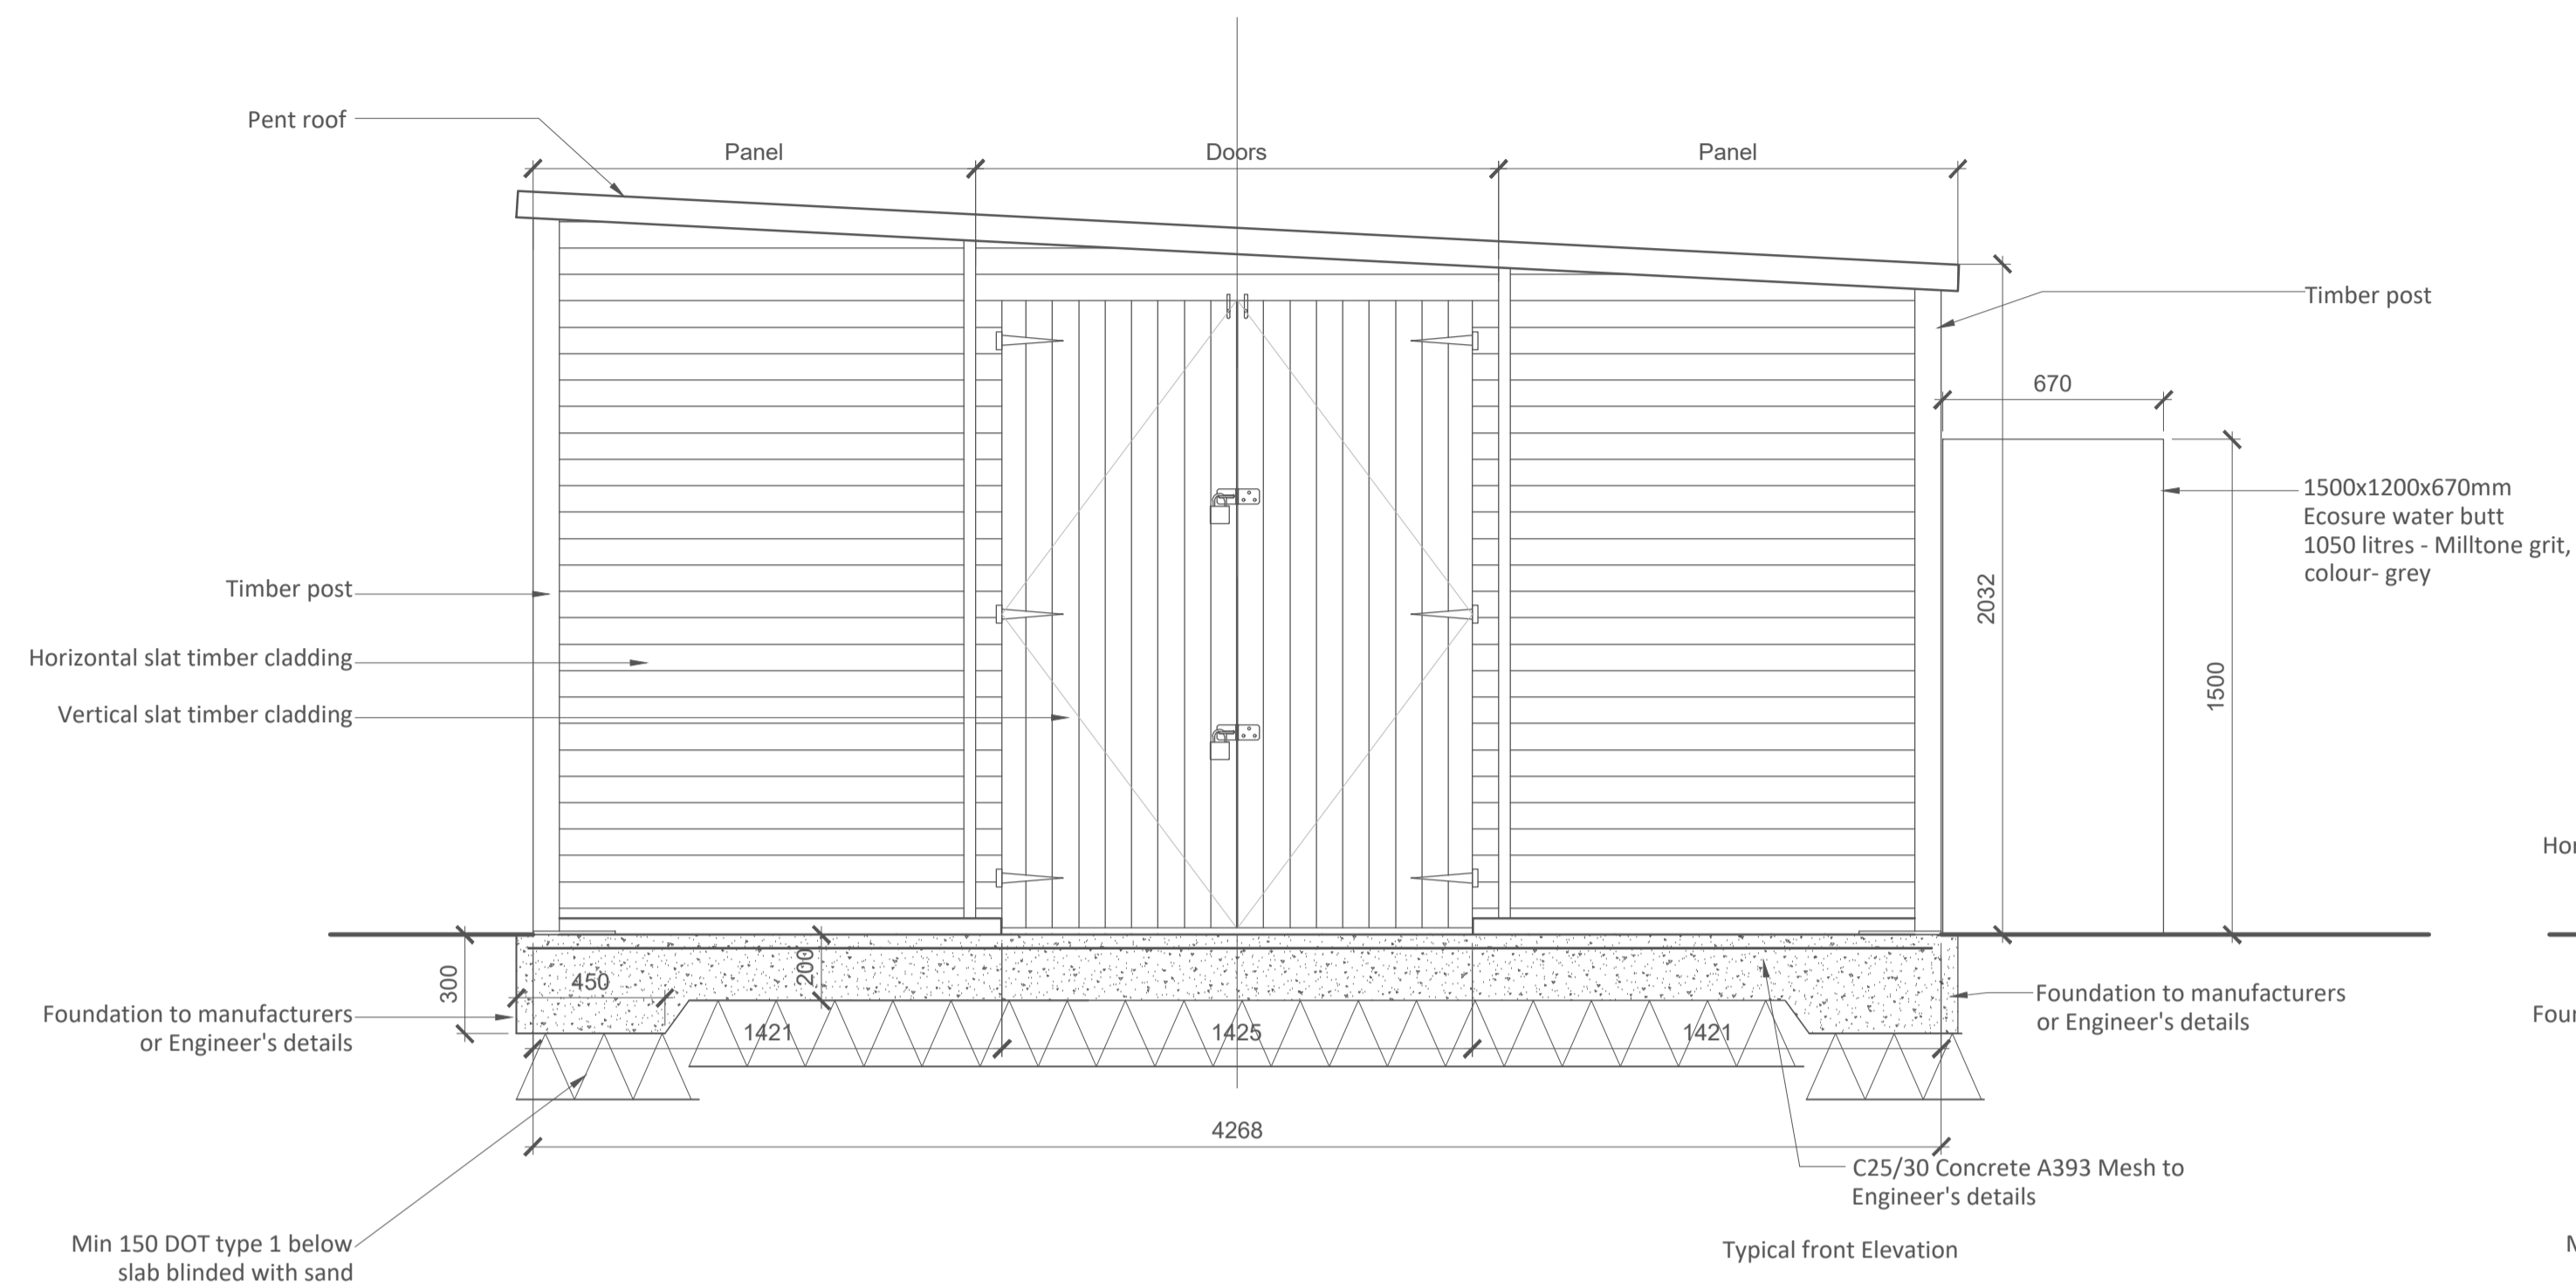 Pent roof
Panel
Doors
Panel
Timber post
670
1500x1200x670mm
Ecosure water butt
1050 litres - Milltone grit,
colour- grey
2032
1500
Timber post
Horizontal slat timber cladding
Vertical slat timber cladding
Hor
300
450
200
Foundation to manufacturers
or Engineer's details
1421
1425
1421
Foundation to manufacturers
or Engineer's details
Foun
4268
C25/30 Concrete A393 Mesh to
Engineer's details
Min 150 DOT type 1 below
slab blinded with sand
Typical front Elevation
M